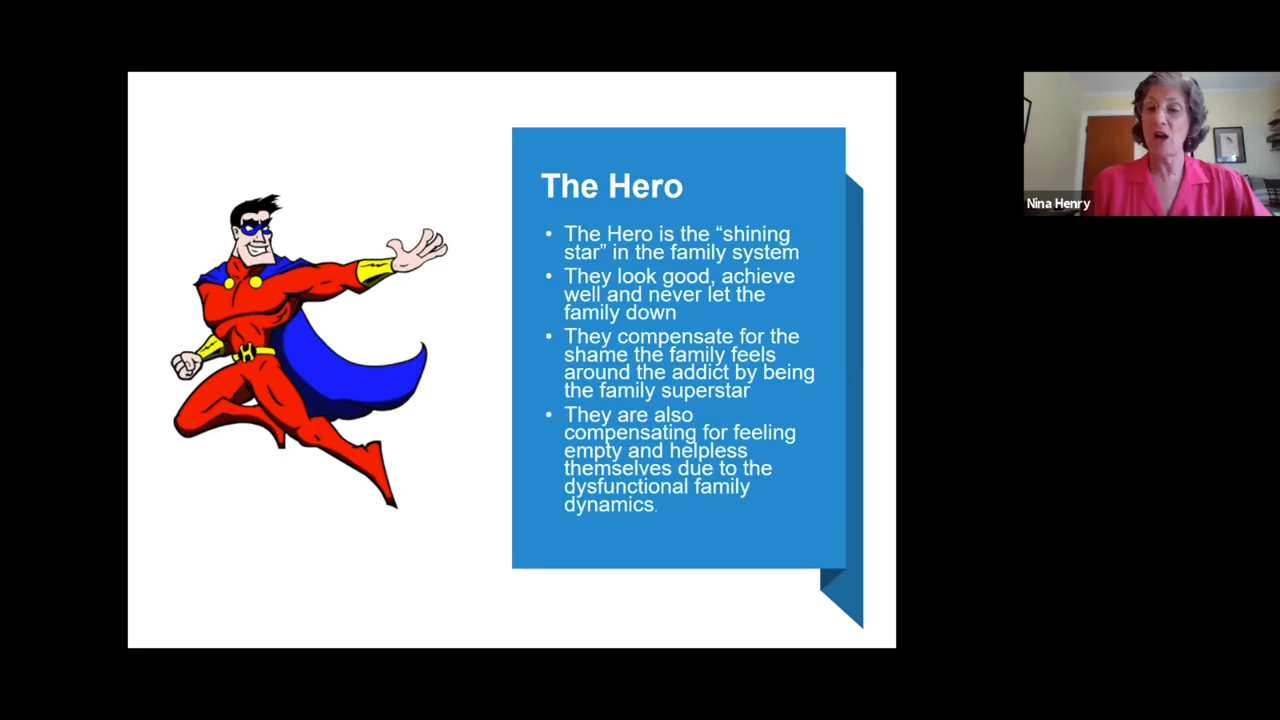 The Hero
• The Hero is the “shining
star” in the family system
• They look good, achieve
well and never let the
family down
• They compensate for the
shame the family feels
around the addict by being
the family superstar
• They are also
compensating for feeling
empty and helpless
themselves due to the
dysfunctional family
dynamics.
Nina Henry
H